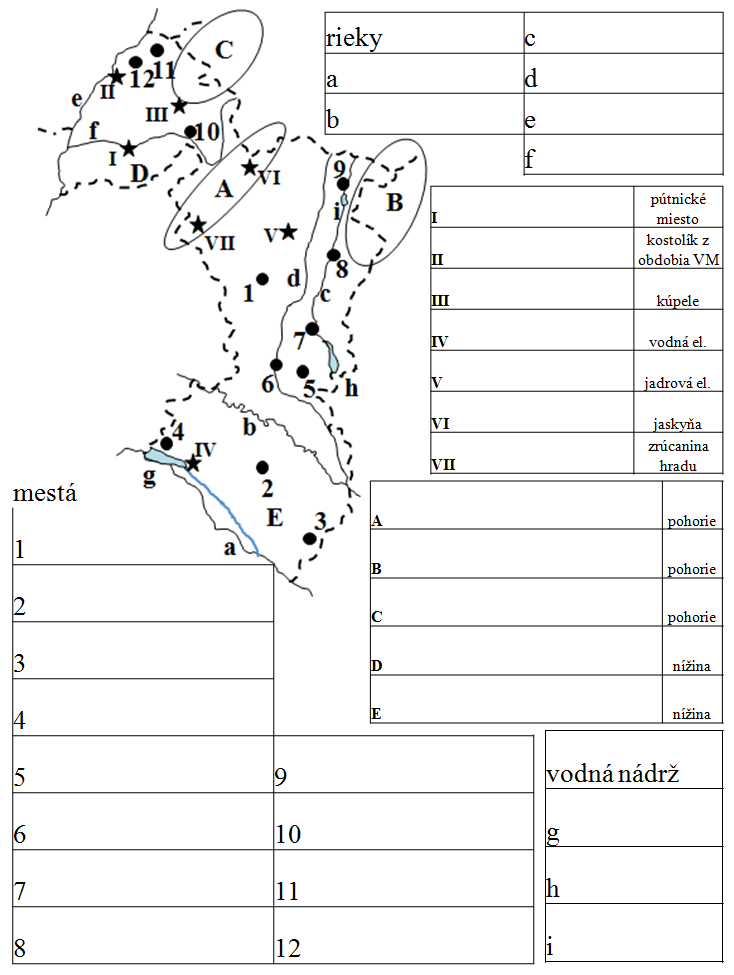 C
11
12
II
e
III
f
10
I
D
rieky
c
a
d
b
e
f
9
A
VI
B
i
VII
V
8
1
d
c
7
6
5
h
I pútnické
miesto
II kostolík z
obdobia VM
III kúpele
IV vodná el.
V jadrová el.
VI jaskyňa
VII zrúcanina
hradu
4
b
IV
g
2
E
3
a
A pohorie
B pohorie
C pohorie
D nížina
E nížina
mestá
1
2
3
4
5
9
6
10
7
11
8
12
vodná nádrž
g
h
i